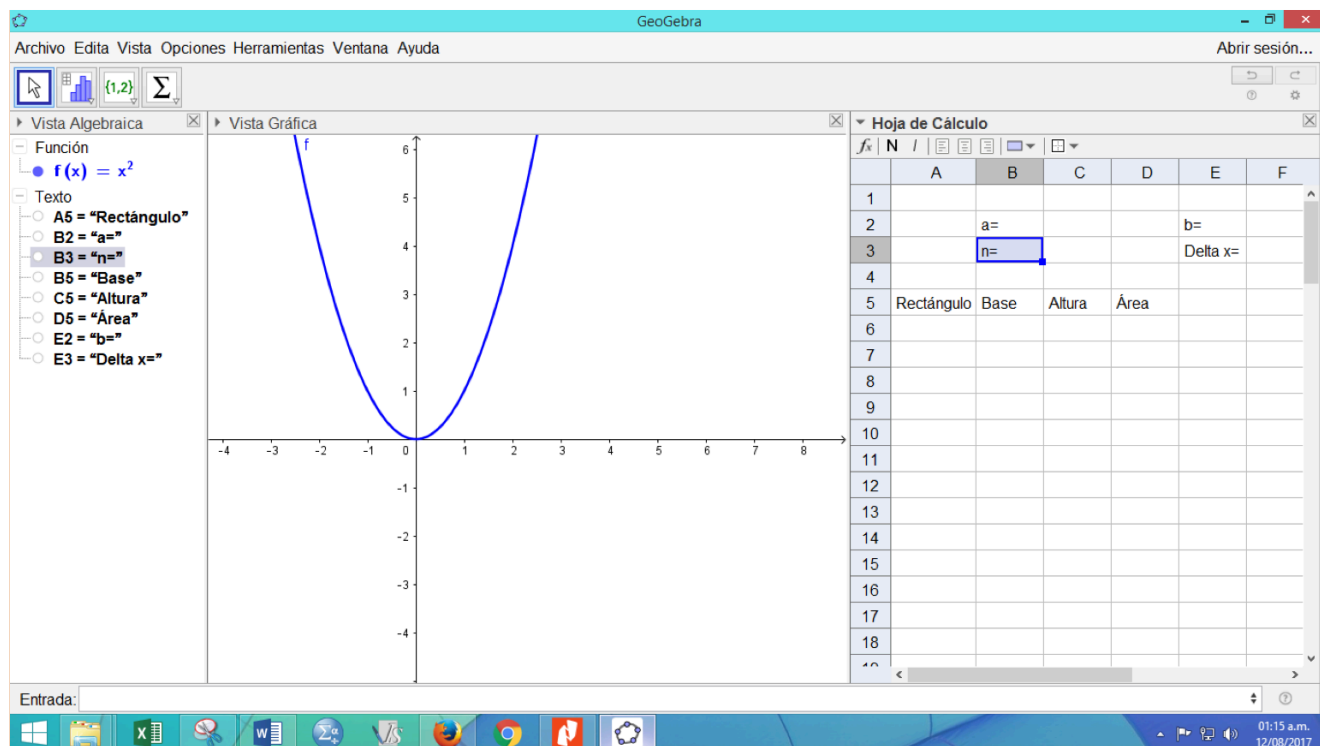 GeoGebra
Archivo Edita Vista Opciones Herramientas Ventana Ayuda
Abrir sesión...
{1,2} Σ
Vista Algebraica
Vista Gráfica
Hoja de Cálculo
Función
f(x) = x²
Texto
A5 = “Rectángulo”
B2 = “a=”
B3 = “n=”
B5 = “Base”
C5 = “Altura”
D5 = “Área”
E2 = “b=”
E3 = “Delta x=”
f
6
5
4
3
2
1
-4 -3 -2 -1 0 1 2 3 4 5 6 7 8
-1
-2
-3
-4
fx N I
A B C D E F
1
2 a= b=
3 n= Delta x=
4
5 Rectángulo Base Altura Área
6
7
8
9
10
11
12
13
14
15
16
17
18
Entrada:
01:15 a.m.
12/08/2017